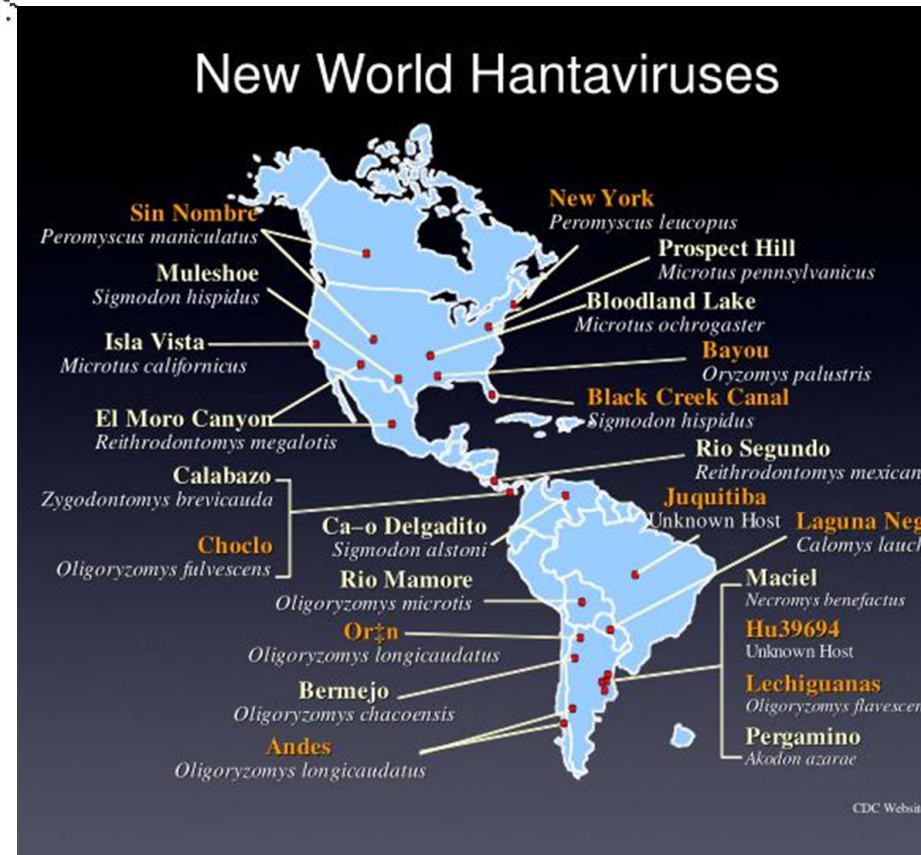 New World Hantaviruses
Sin Nombre
Peromyscus maniculatus
Muleshoe
Sigmodon hispidus
Isla Vista
Microtus californicus
El Moro Canyon
Reithrodontomys megalotis
Calabazo
Zygodontomys brevicauda
Choclo
Oligoryzomys fulvescens
New York
Peromyscus leucopus
Prospect Hill
Microtus pennsylvanicus
Bloodland Lake
Microtus ochrogaster
Bayou
Oryzomys palustris
Black Creek Canal
Sigmodon hispidus
Rio Segundo
Reithrodontomys mexican
Juquitiba
Unknown Host
Laguna Neg
Calomys lauch
Ca–o Delgadito
Sigmodon alstoni
Rio Mamore
Oligoryzomys microtis
Or‡n
Oligoryzomys longicaudatus
Bermejo
Oligoryzomys chacoensis
Andes
Oligoryzomys longicaudatus
Maciel
Necromys benefactus
Hu39694
Unknown Host
Lechiguanas
Oligoryzomys flavescen
Pergamino
Akodon azarae
CDC Websit